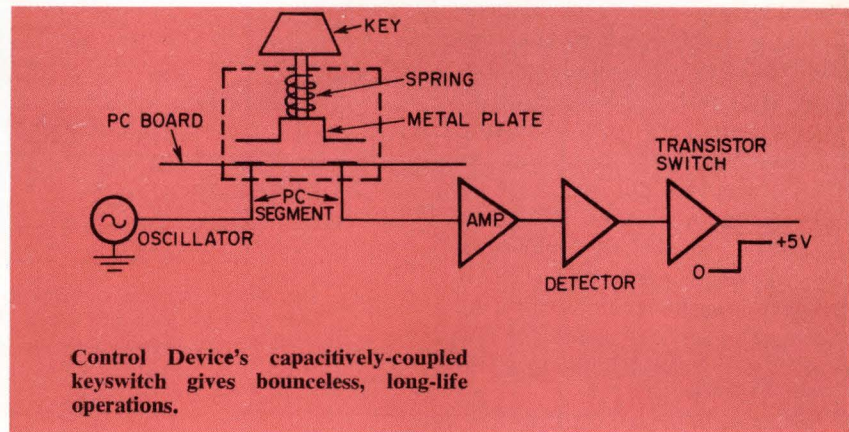 KEY
SPRING
PC BOARD
METAL PLATE
TRANSISTOR
SWITCH
PC
SEGMENT
AMP
OSCILLATOR
DETECTOR
+5V
0
Control Device's capacitively-coupled
keyswitch gives bounceless, long-life
operations.